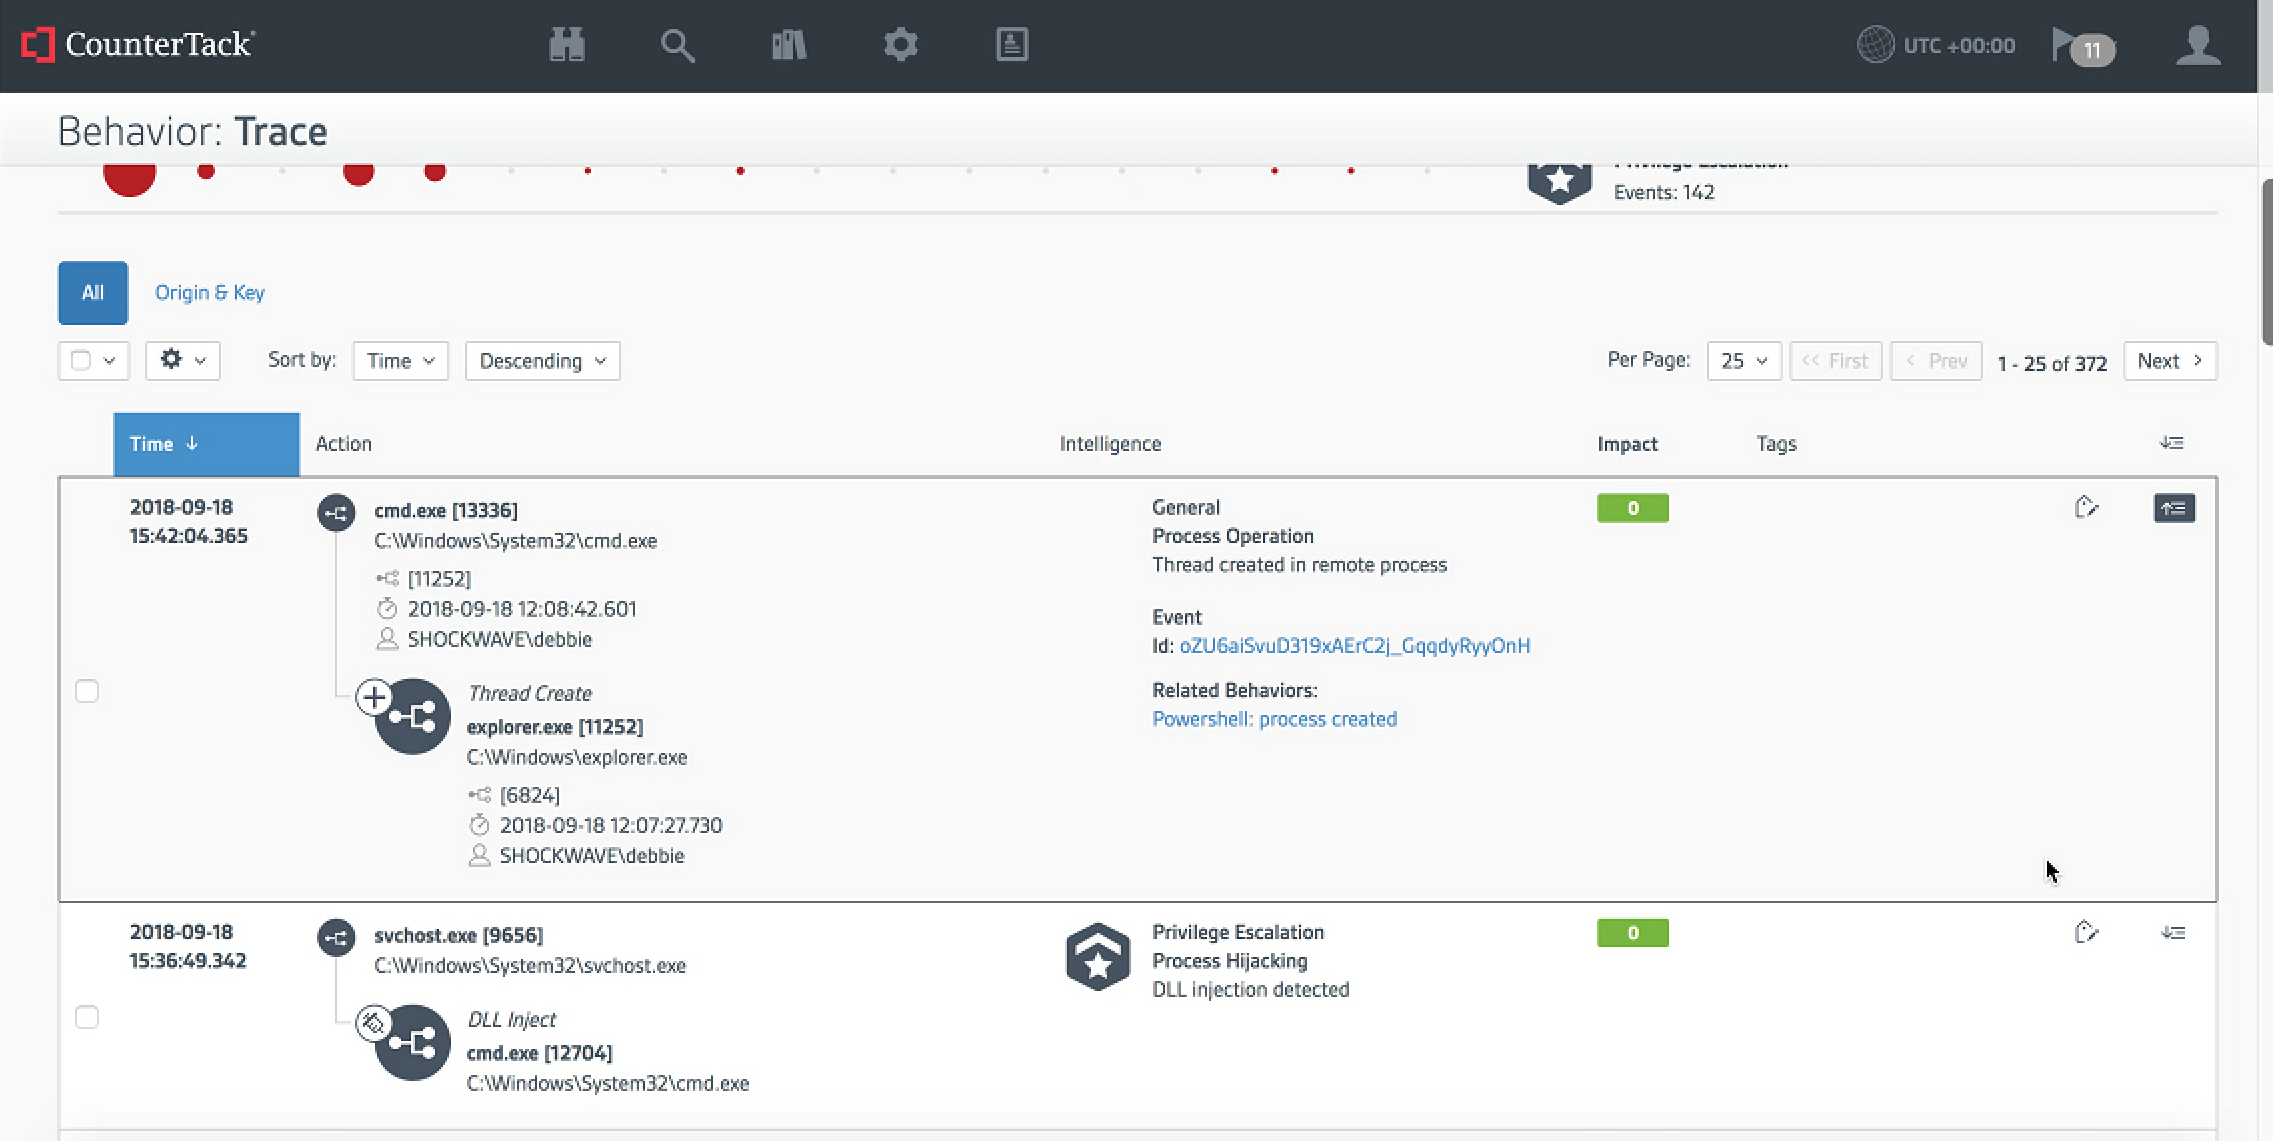 CounterTack
UTC +00:00
11
Behavior: Trace
Privilege Escalation
Events: 142
All
Origin & Key
Sort by:
Time
Descending
Per Page:
25
<< First
< Prev
1 - 25 of 372
Next >
Time ↓
Action
Intelligence
Impact
Tags
2018-09-18
15:42:04.365
cmd.exe [13336]
C:\Windows\System32\cmd.exe
[11252]
2018-09-18 12:08:42.601
SHOCKWAVE\debbie
Thread Create
explorer.exe [11252]
C:\Windows\explorer.exe
[6824]
2018-09-18 12:07:27.730
SHOCKWAVE\debbie
General
Process Operation
Thread created in remote process
Event
Id: oZU6aiSvuD319xAErC2j_GqqdyRyyOnH
Related Behaviors:
Powershell: process created
0
2018-09-18
15:36:49.342
svchost.exe [9656]
C:\Windows\System32\svchost.exe
DLL Inject
cmd.exe [12704]
C:\Windows\System32\cmd.exe
Privilege Escalation
Process Hijacking
DLL injection detected
0